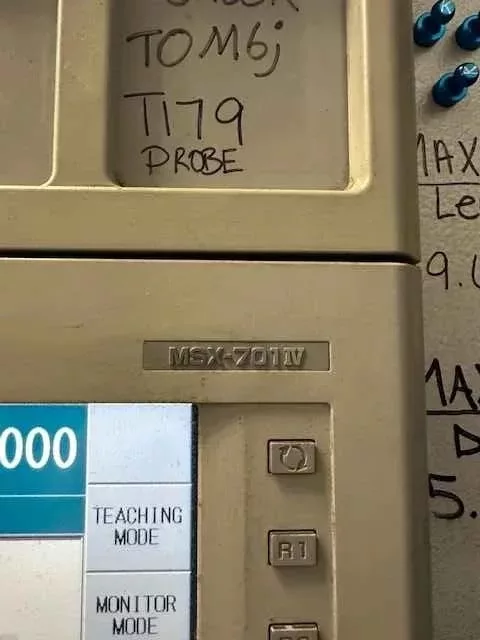 TOM6j
T179
PROBE
MAX
Le
9.
MSX-701IV
000
TEACHING
MODE
R1
MONITOR
MODE
MAX
D
5.